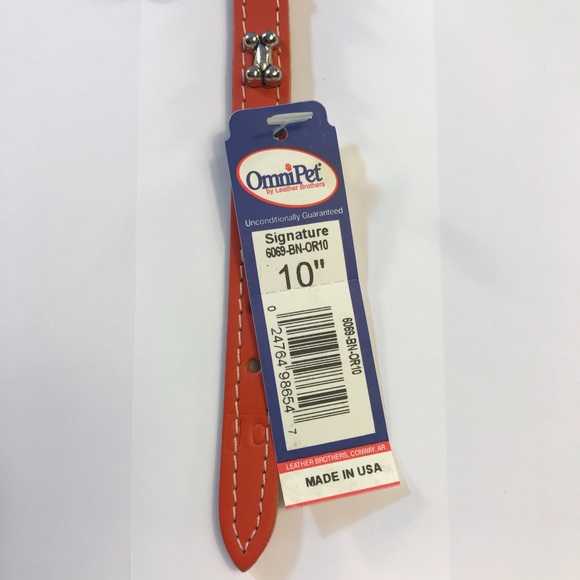 OmniPet®
by Leather Brothers
Unconditionally Guaranteed
Signature
6069-BN-OR10
10"
0 24764 98654 7
6069-BN-OR10
LEATHER BROTHERS, CONWAY, AR
MADE IN USA